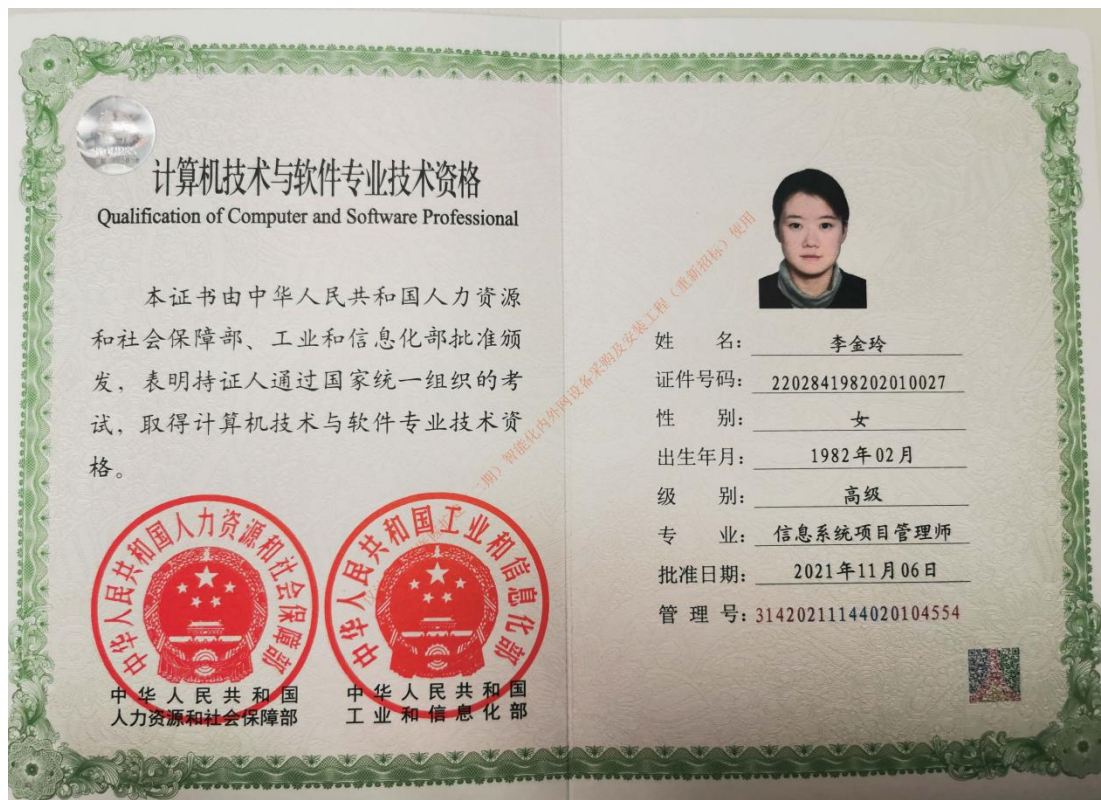 计算机技术与软件专业技术资格
Qualification of Computer and Software Professional
本证书由中华人民共和国人力资源
和社会保障部、工业和信息化部批准颁
发，表明持证人通过国家统一组织的考
试，取得计算机技术与软件专业技术资
格。
中华人民共和国人力资源和社会保障部
中华人民共和国
人力资源和社会保障部
中华人民共和国工业和信息化部
中华人民共和国
工业和信息化部
姓 名：李金玲
证件号码：220284198202010027
性 别：女
出生年月：1982年02月
级 别：高级
专 业：信息系统项目管理师
批准日期：2021年11月06日
管 理 号：31420211144020104554
二期）智能化内外网设备采购及安装工程（重新招标）使用